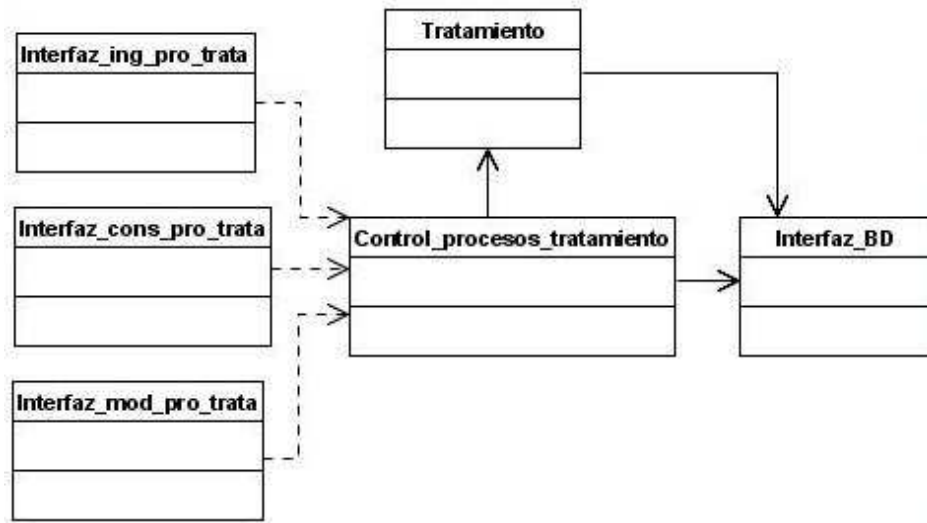 Tratamiento
Interfaz_ing_pro_trata
Interfaz_cons_pro_trata
Control_procesos_tratamiento
Interfaz_BD
Interfaz_mod_pro_trata